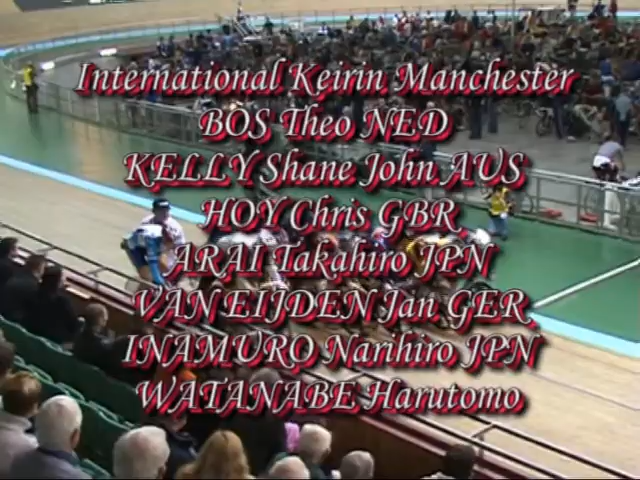 International Keirin Manchester
BOS Theo NED
KELLY Shane John AUS
HOY Chris GBR
ARAI Takahiro JPN
VAN EIJDEN Jan GER
INAMURO Narihiro JPN
WATANABE Harutomo